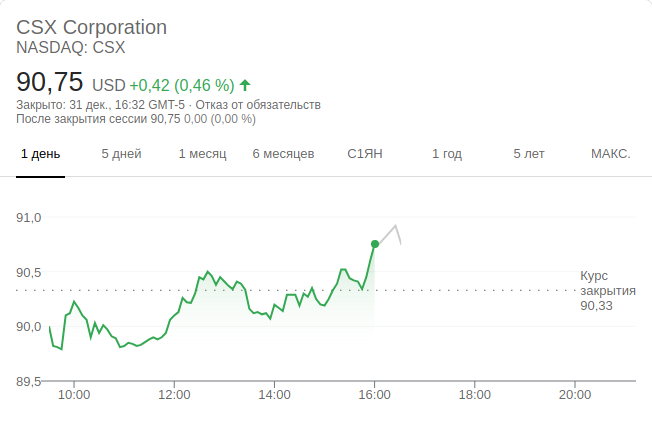 CSX Corporation
NASDAQ: CSX
90,75 USD +0,42 (0,46 %)
Закрыто: 31 дек., 16:32 GMT-5 · Отказ от обязательств
После закрытия сессии 90,75 0,00 (0,00 %)
1 день 5 дней 1 месяц 6 месяцев С1ЯН 1 год 5 лет МАКС.
91,0
90,5
Курс
закрытия
90,33
90,0
89,5
10:00 12:00 14:00 16:00 18:00 20:00